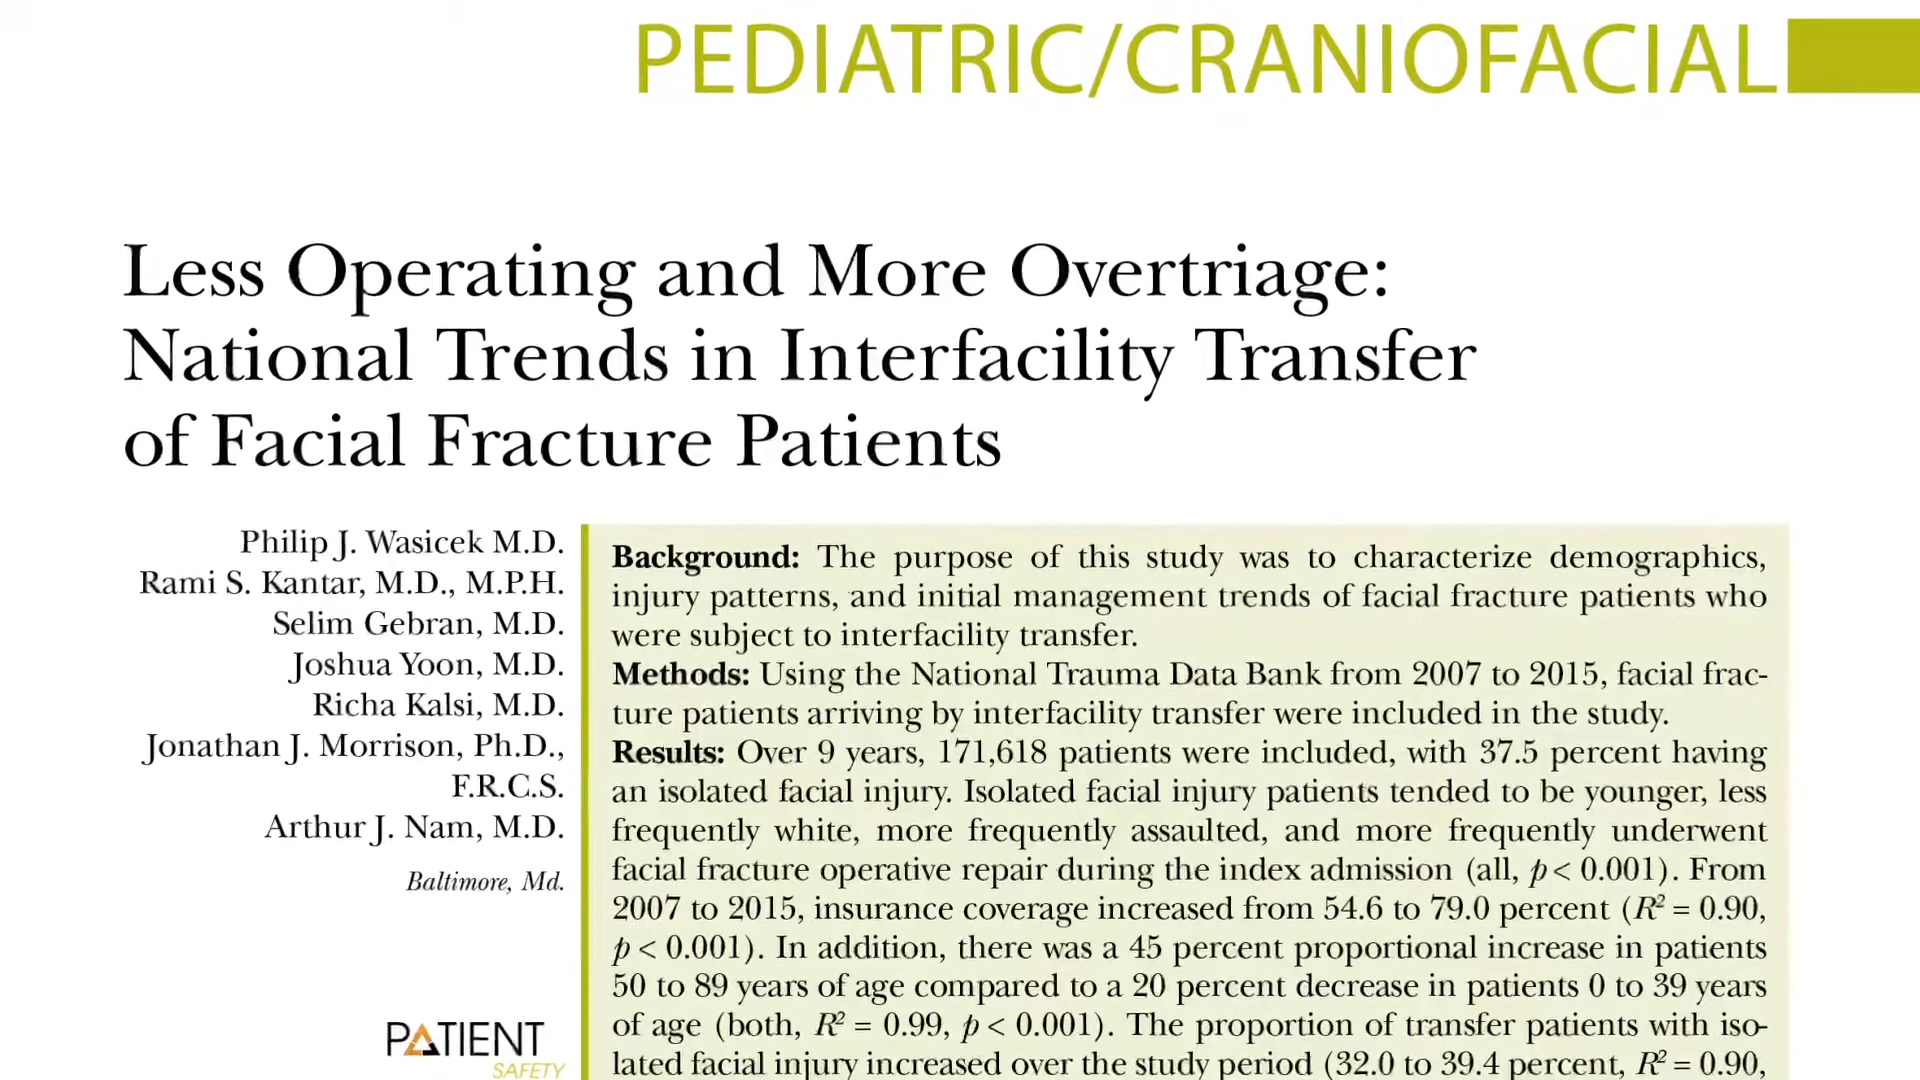 PEDIATRIC/CRANIOFACIAL
Less Operating and More Overtriage:
National Trends in Interfacility Transfer
of Facial Fracture Patients
Philip J. Wasicek M.D.
Rami S. Kantar, M.D., M.P.H.
Selim Gebran, M.D.
Joshua Yoon, M.D.
Richa Kalsi, M.D.
Jonathan J. Morrison, Ph.D.,
F.R.C.S.
Arthur J. Nam, M.D.
Baltimore, Md.
PATIENT
SAFETY
Background: The purpose of this study was to characterize demographics,
injury patterns, and initial management trends of facial fracture patients who
were subject to interfacility transfer.
Methods: Using the National Trauma Data Bank from 2007 to 2015, facial frac-
ture patients arriving by interfacility transfer were included in the study.
Results: Over 9 years, 171,618 patients were included, with 37.5 percent having
an isolated facial injury. Isolated facial injury patients tended to be younger, less
frequently white, more frequently assaulted, and more frequently underwent
facial fracture operative repair during the index admission (all, p < 0.001). From
2007 to 2015, insurance coverage increased from 54.6 to 79.0 percent (R² = 0.90,
p < 0.001). In addition, there was a 45 percent proportional increase in patients
50 to 89 years of age compared to a 20 percent decrease in patients 0 to 39 years
of age (both, R² = 0.99, p < 0.001). The proportion of transfer patients with iso-
lated facial injury increased over the study period (32.0 to 39.4 percent, R² = 0.90,